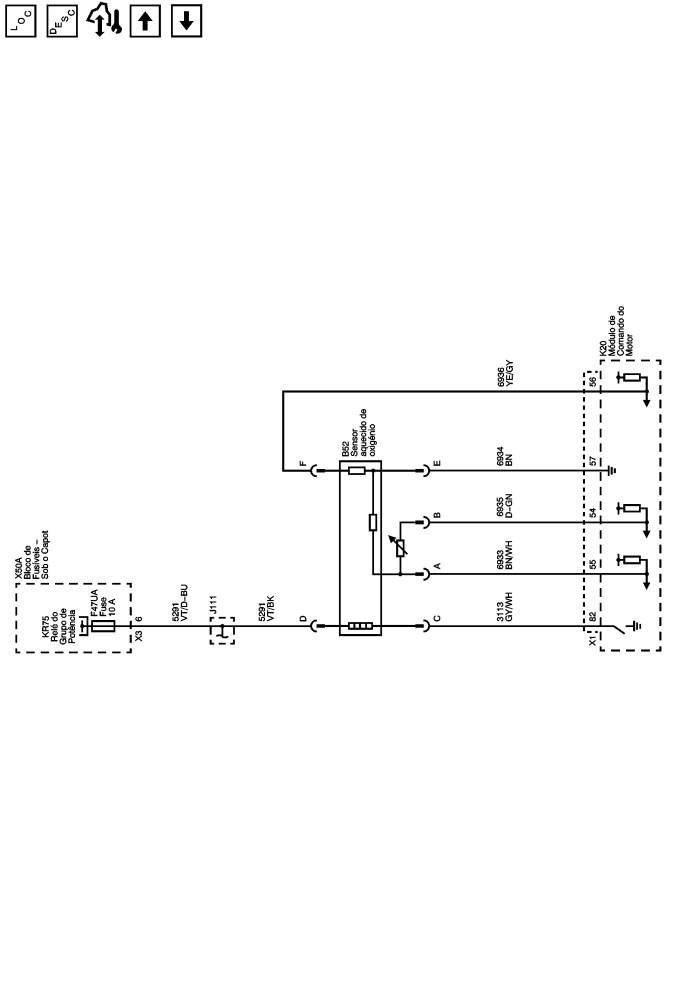 LOC
DESC
X50A
Bloco de
Fusíveis –
Sob o Capot
KR75
Relé do
Grupo de
Potência
F47UA
Fuse
10 A
X3
6
5291
VT/D–BU
J111
5291
VT/BK
D
F
B52
Sensor
aquecido de
oxigênio
C
A
B
E
3113
GY/WH
6933
BN/WH
6935
D–GN
6934
BN
6936
YE/GY
X1
82
55
54
57
56
K20
Módulo de
Comando do
Motor